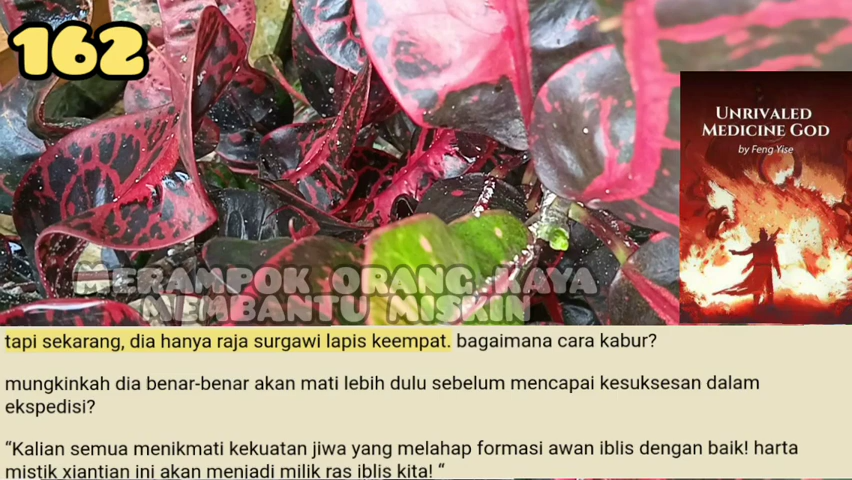 162
UNRIVALED
MEDICINE GOD
by Feng Yise
MERAMPOK ORANG KAYA
MEMBANTU MISKIN
tapi sekarang, dia hanya raja surgawi lapis keempat. bagaimana cara kabur?
mungkinkah dia benar-benar akan mati lebih dulu sebelum mencapai kesuksesan dalam
ekspedisi?
“Kalian semua menikmati kekuatan jiwa yang melahap formasi awan iblis dengan baik! harta
mistik xiantian ini akan menjadi milik ras iblis kita! “